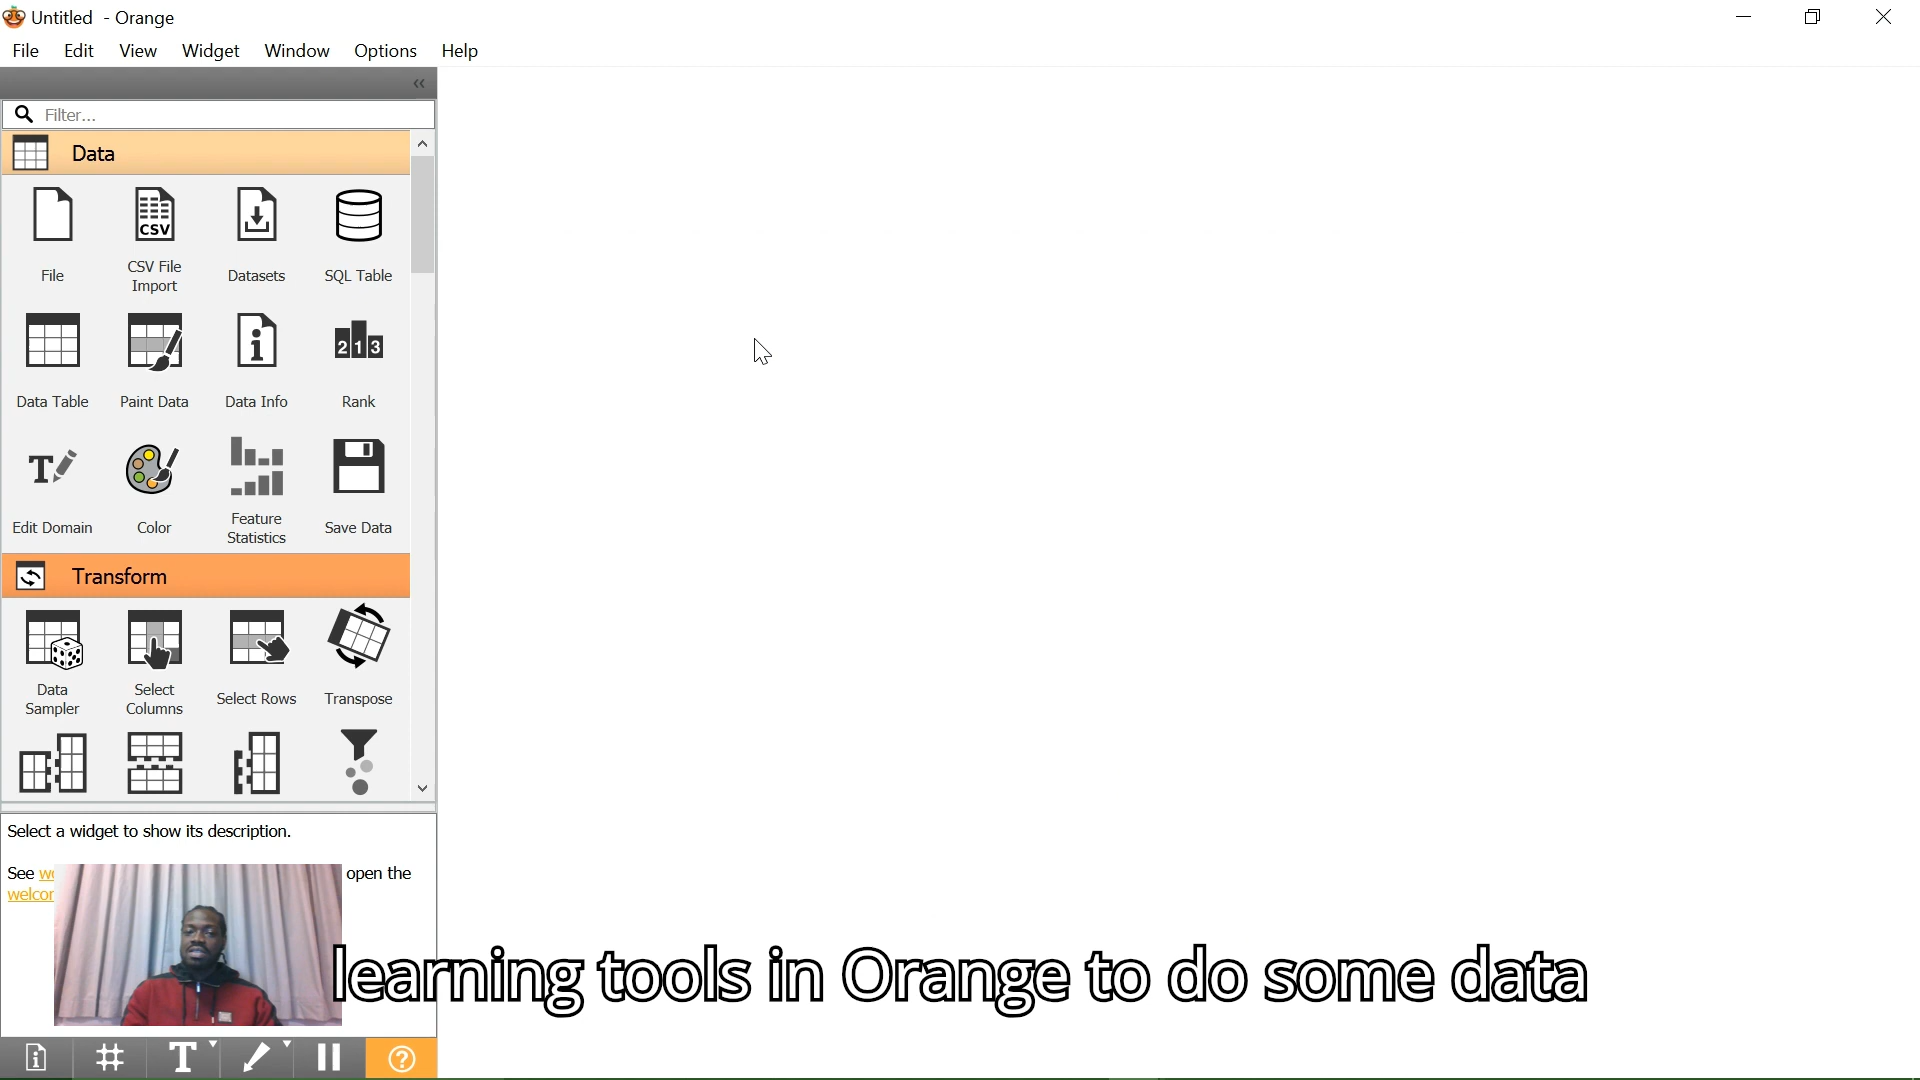 Untitled - Orange
File Edit View Widget Window Options Help
Filter...
Data
File
CSV
CSV File
Import
Datasets
SQL Table
Data Table
Paint Data
Data Info
2 1 3
Rank
Edit Domain
Color
Feature
Statistics
Save Data
Transform
Data
Sampler
Select
Columns
Select Rows
Transpose
Select a widget to show its description.
See open the
learning tools in Orange to do some data